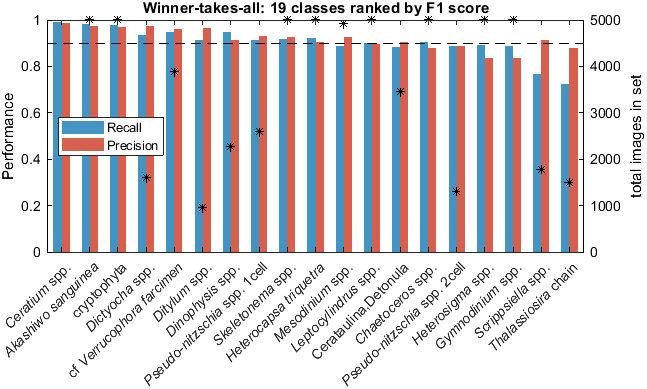 Winner-takes-all: 19 classes ranked by F1 score
1
0.8
0.6
0.4
0.2
0
Performance
5000
4000
3000
2000
1000
0
total images in set
Recall
Precision
Ceratium spp.
Akashiwo sanguinea
cryptophyta
Dictyocha spp.
cf Verrucophora farcimen
Ditylum spp.
Dinophysis spp.
Pseudo-nitzschia spp. 1cell
Skeletonema spp.
Heterocapsa triquetra
Mesodinium spp.
Leptocylindrus spp.
Cerataulina.Detonula
Chaetoceros spp.
Pseudo-nitzschia spp. 2cell
Heterosigma spp.
Gymnodinium spp.
Scrippsiella spp.
Thalassiosira chain